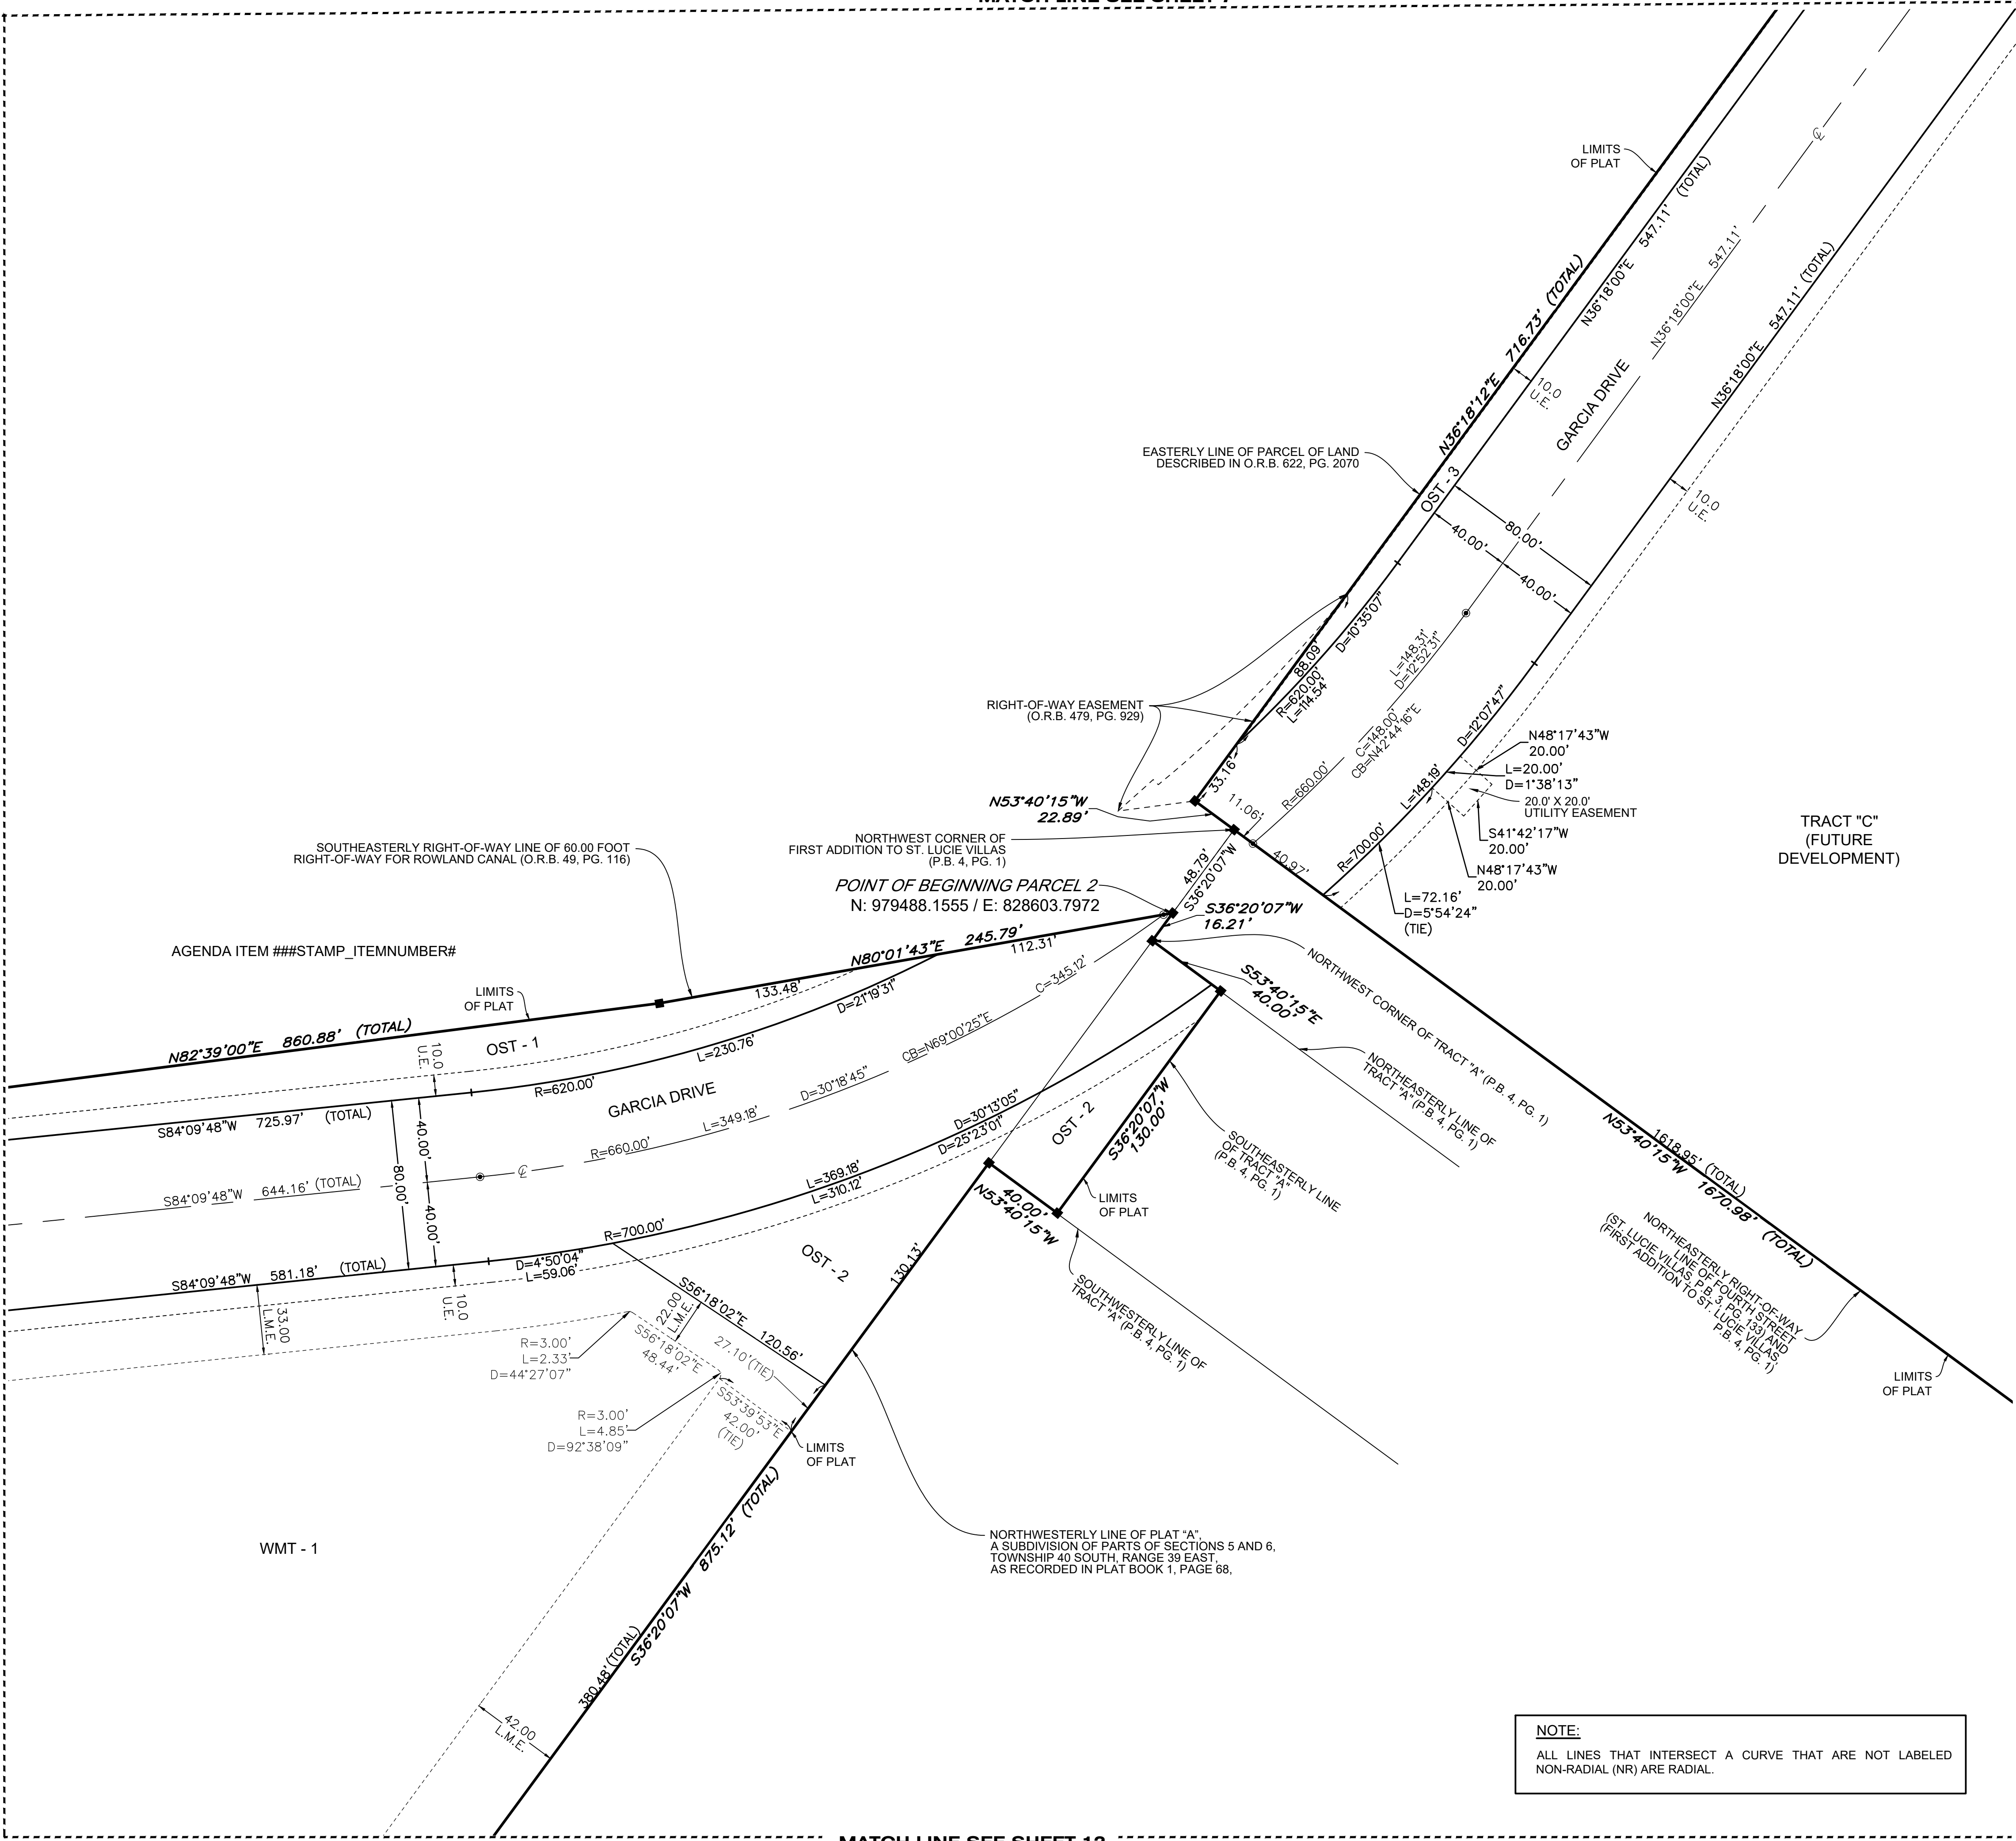 LIMITS
OF PLAT
N36°18'12"E 716.73' (TOTAL)
N36°18'00"E 547.11' (TOTAL)
N36°18'00"E 547.11'
N36°18'00"E 547.11' (TOTAL)
GARCIA DRIVE
10.0
U.E.
10.0
U.E.
EASTERLY LINE OF PARCEL OF LAND
DESCRIBED IN O.R.B. 622, PG. 2070
OST - 3
80.00'
40.00'
40.00'
D=10°35'07"
88.09'
R=620.00'
L=114.54'
L=148.31'
D=12°52'31"
C=148.00'
CB=N42°44'16"E
R=660.00'
RIGHT-OF-WAY EASEMENT
(O.R.B. 479, PG. 929)
33.16'
11.06'
D=12°07'47"
L=148.19'
R=700.00'
N48°17'43"W
20.00'
L=20.00'
D=1°38'13"
20.0' X 20.0'
UTILITY EASEMENT
S41°42'17"W
20.00'
N48°17'43"W
20.00'
L=72.16'
D=5°54'24"
(TIE)
TRACT "C"
(FUTURE
DEVELOPMENT)
N53°40'15"W
22.89'
NORTHWEST CORNER OF
FIRST ADDITION TO ST. LUCIE VILLAS
(P.B. 4, PG. 1)
40.97'
48.79'
S36°20'07"W
SOUTHEASTERLY RIGHT-OF-WAY LINE OF 60.00 FOOT
RIGHT-OF-WAY FOR ROWLAND CANAL (O.R.B. 49, PG. 116)
POINT OF BEGINNING PARCEL 2
N: 979488.1555 / E: 828603.7972
S36°20'07"W
16.21'
AGENDA ITEM ###STAMP_ITEMNUMBER#
N80°01'43"E 245.79'
112.31'
133.48'
LIMITS
OF PLAT
N82°39'00"E 860.88' (TOTAL)
OST - 1
10.0
U.E.
D=21°19'31"
L=230.76'
R=620.00'
C=345.12'
CB=N69°00'25"E
D=30°18'45"
L=349.18'
R=660.00'
GARCIA DRIVE
S53°40'15"E
40.00'
NORTHWEST CORNER OF TRACT "A" (P.B. 4, PG. 1)
NORTHEASTERLY LINE OF
TRACT "A" (P.B. 4, PG. 1)
S84°09'48"W 725.97' (TOTAL)
40.00'
80.00'
40.00'
S84°09'48"W 644.16' (TOTAL)
S84°09'48"W 581.18' (TOTAL)
D=30°13'05"
D=25°23'01"
L=369.18'
L=310.12'
R=700.00'
D=4°50'04"
L=59.06'
OST - 2
S36°20'07"W
130.00'
SOUTHEASTERLY LINE
OF TRACT "A"
(P.B. 4, PG. 1)
LIMITS
OF PLAT
40.00'
N53°40'15"W
SOUTHWESTERLY LINE OF
TRACT "A" (P.B. 4, PG. 1)
1618.95' (TOTAL)
N53°40'15"W 1670.98' (TOTAL)
NORTHEASTERLY RIGHT-OF-WAY
LINE OF FOURTH STREET
(ST. LUCIE VILLAS, P.B. 3, PG. 133) AND
(FIRST ADDITION TO ST. LUCIE VILLAS,
P.B. 4, PG. 1)
LIMITS
OF PLAT
OST - 2
130.13'
10.0
U.E.
33.00
L.M.E.
S56°18'02"E 120.56'
22.00
L.M.E.
27.10'(TIE)
S56°18'02"E
48.44'
R=3.00'
L=2.33'
D=44°27'07"
S53°39'53"E
42.00'
(TIE)
R=3.00'
L=4.85'
D=92°38'09"
LIMITS
OF PLAT
S36°20'07"W 875.12' (TOTAL)
380.48'(TOTAL)
42.00
L.M.E.
WMT - 1
NORTHWESTERLY LINE OF PLAT “A”,
A SUBDIVISION OF PARTS OF SECTIONS 5 AND 6,
TOWNSHIP 40 SOUTH, RANGE 39 EAST,
AS RECORDED IN PLAT BOOK 1, PAGE 68,
NOTE:
ALL LINES THAT INTERSECT A CURVE THAT ARE NOT LABELED
NON-RADIAL (NR) ARE RADIAL.
MATCH LINE SEE SHEET